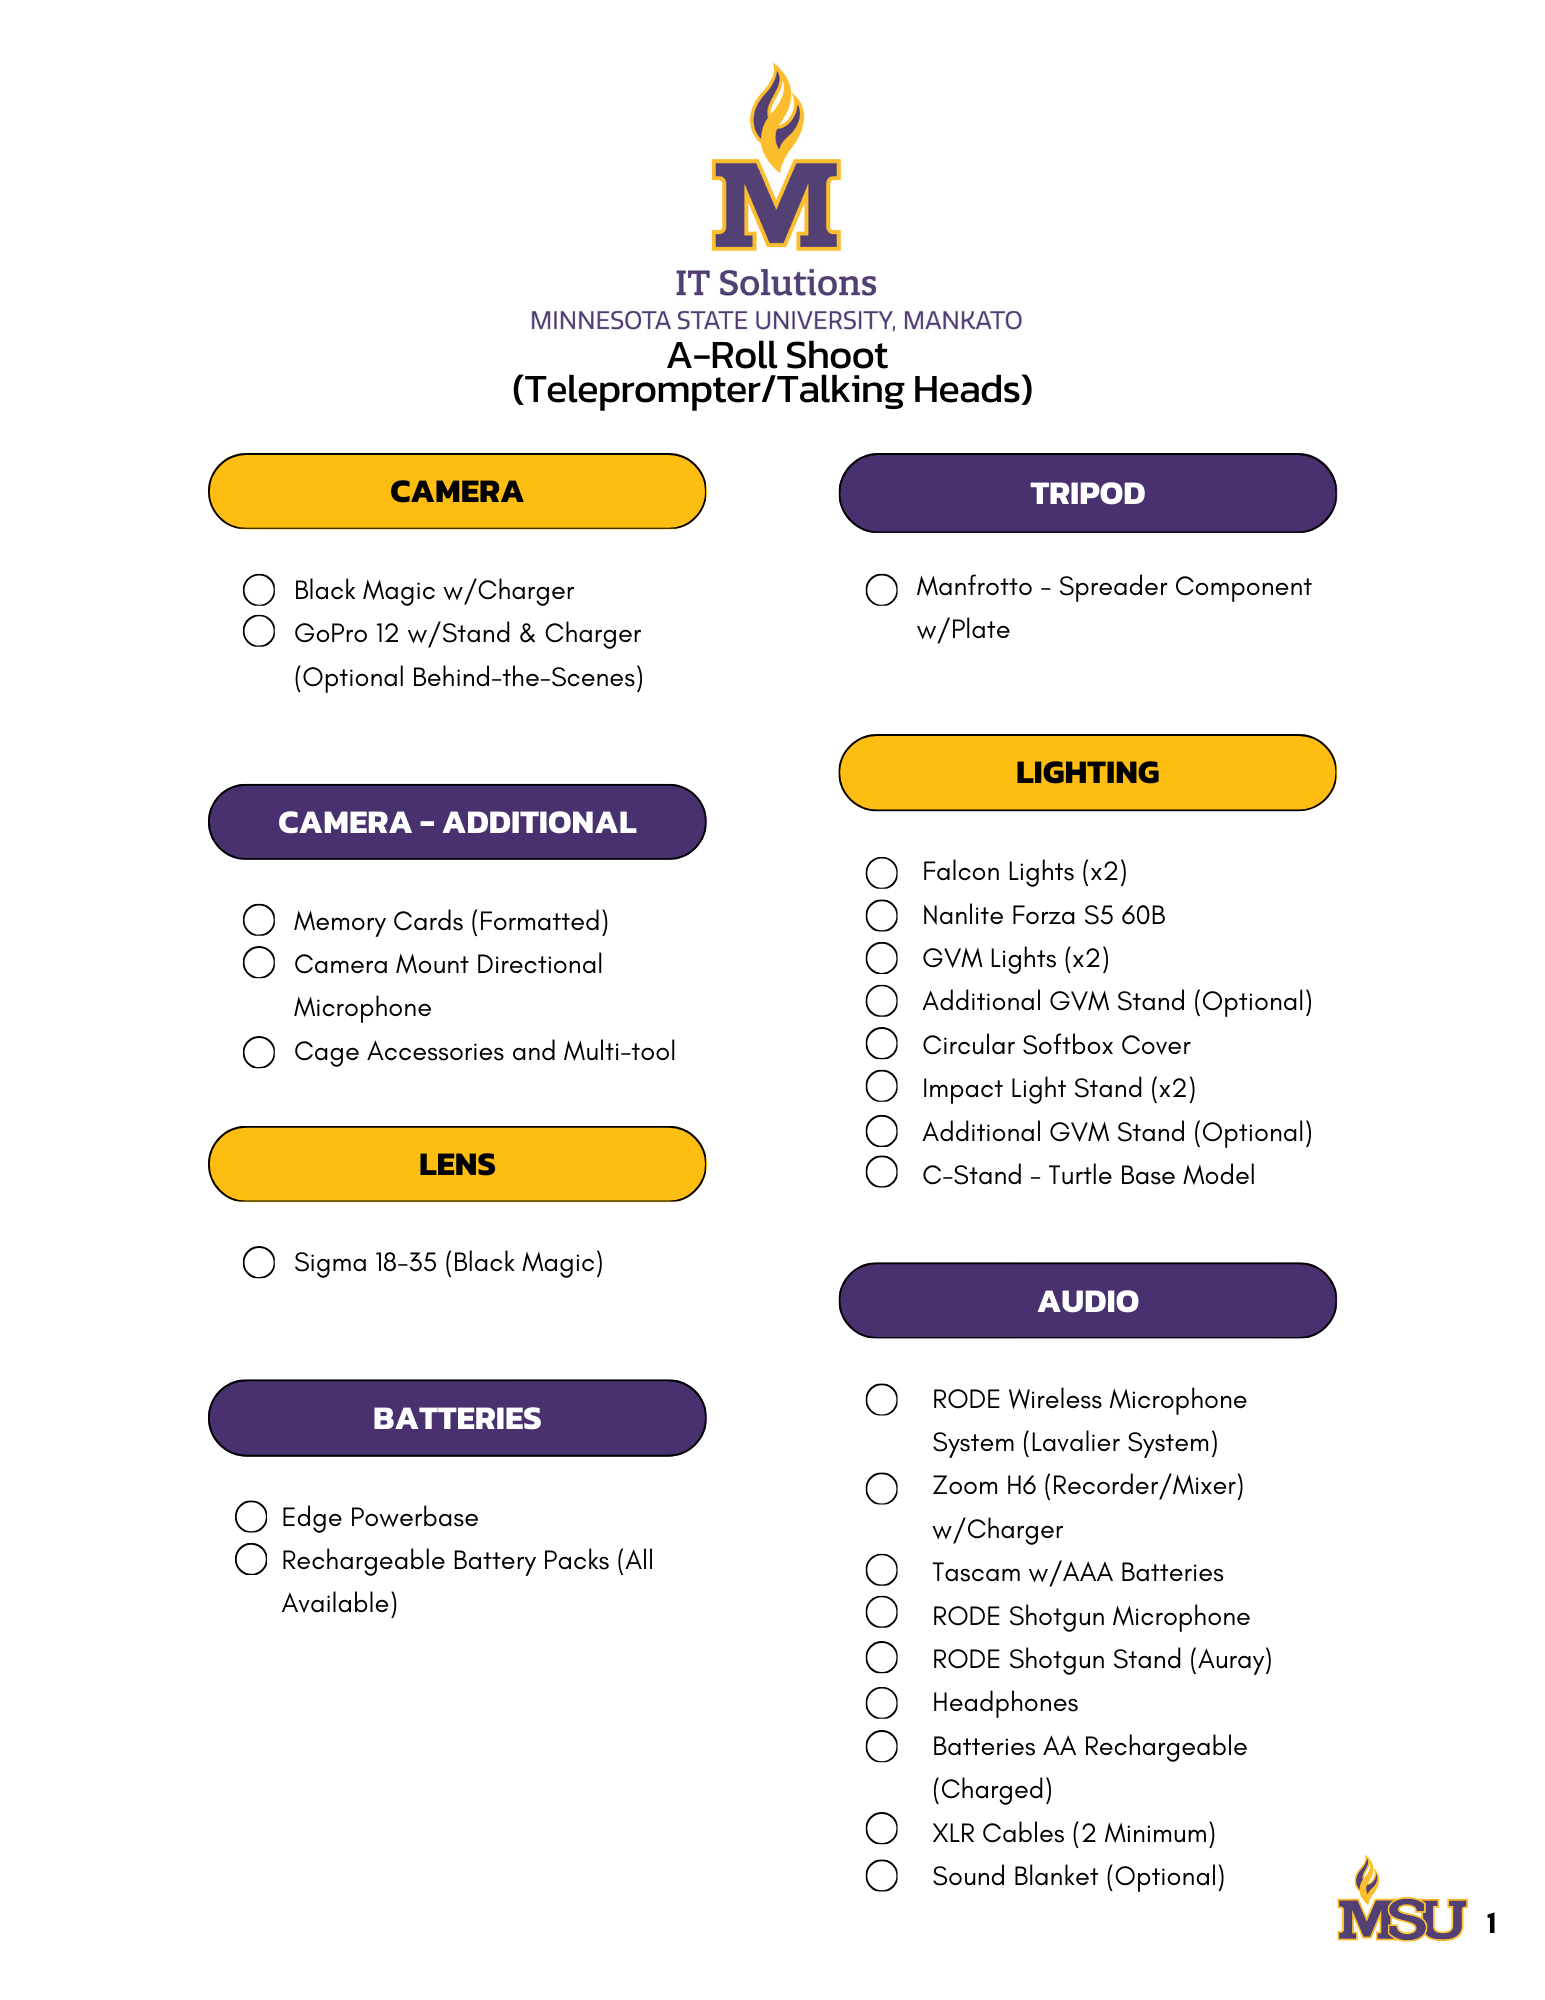 M
IT Solutions
MINNESOTA STATE UNIVERSITY, MANKATO
A-Roll Shoot
(Teleprompter/Talking Heads)
CAMERA
Black Magic w/Charger
GoPro 12 w/Stand & Charger
(Optional Behind-the-Scenes)
CAMERA - ADDITIONAL
Memory Cards (Formatted)
Camera Mount Directional
Microphone
Cage Accessories and Multi-tool
LENS
Sigma 18-35 (Black Magic)
BATTERIES
Edge Powerbase
Rechargeable Battery Packs (All
Available)
TRIPOD
Manfrotto - Spreader Component
w/Plate
LIGHTING
Falcon Lights (x2)
Nanlite Forza S5 60B
GVM Lights (x2)
Additional GVM Stand (Optional)
Circular Softbox Cover
Impact Light Stand (x2)
Additional GVM Stand (Optional)
C-Stand - Turtle Base Model
AUDIO
RODE Wireless Microphone
System (Lavalier System)
Zoom H6 (Recorder/Mixer)
w/Charger
Tascam w/AAA Batteries
RODE Shotgun Microphone
RODE Shotgun Stand (Auray)
Headphones
Batteries AA Rechargeable
(Charged)
XLR Cables (2 Minimum)
Sound Blanket (Optional)
MSU
1